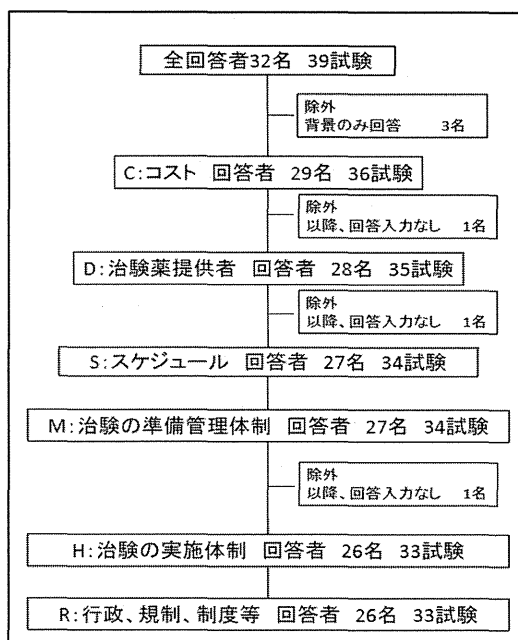 全回答者32名 39試験
除外
背景のみ回答 3名
C:コスト 回答者 29名 36試験
除外
以降、回答入力なし 1名
D:治験薬提供者 回答者 28名 35試験
除外
以降、回答入力なし 1名
S:スケジュール 回答者 27名 34試験
M:治験の準備管理体制 回答者 27名 34試験
除外
以降、回答入力なし 1名
H:治験の実施体制 回答者 26名 33試験
R:行政、規制、制度等 回答者 26名 33試験